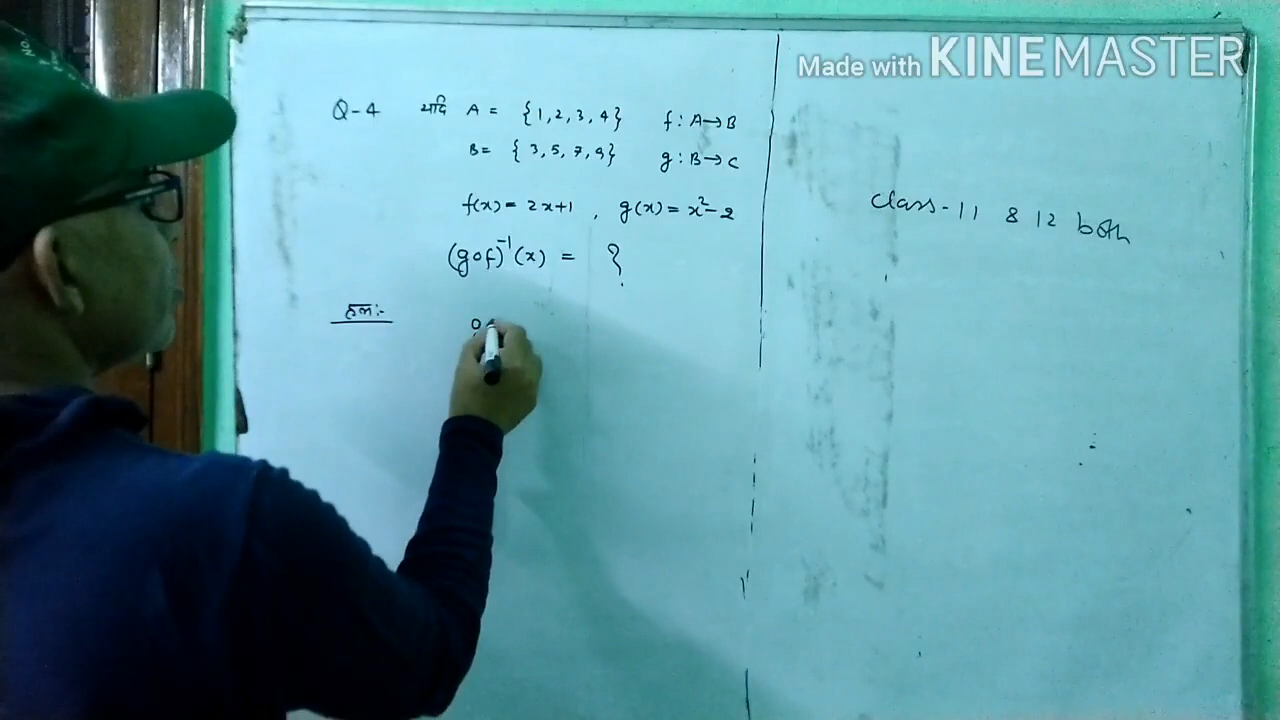 Made with KINEMASTER
Q-4 यदि A = {1,2,3,4} f: A→B
B= {3,5,7,9} g: B→C
f(x)= 2x+1 , g(x)= x²-2
(gof)⁻¹(x) = ?
हल:-
Class-11 & 12 both